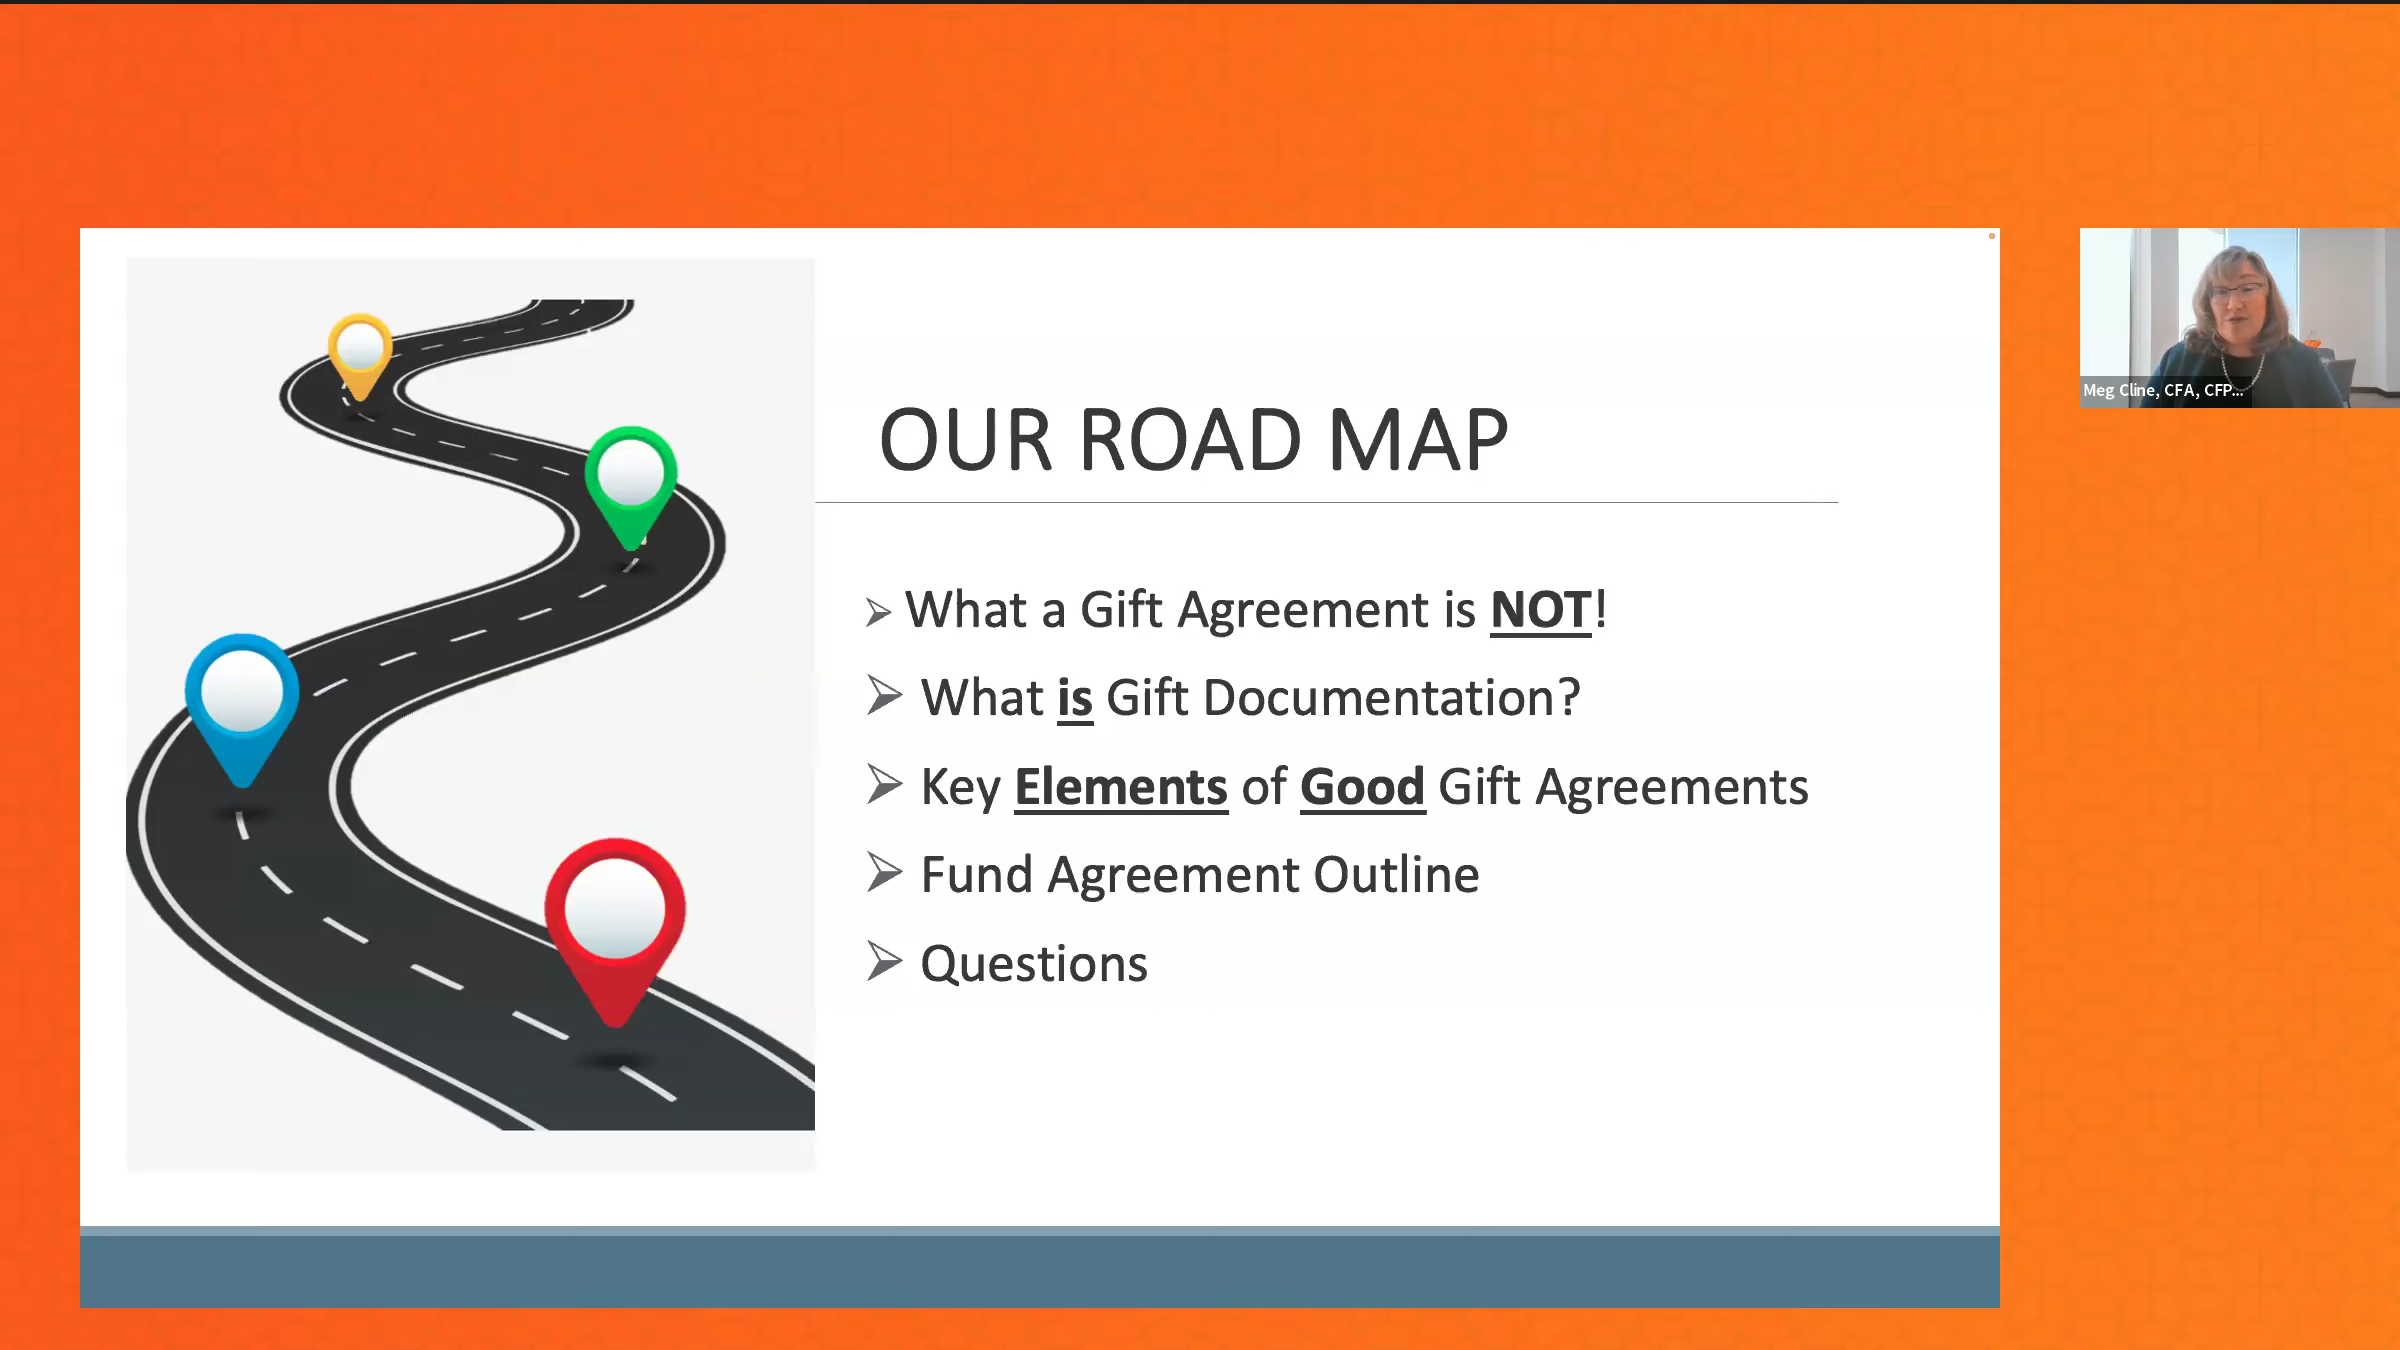 OUR ROAD MAP
What a Gift Agreement is NOT!
What is Gift Documentation?
Key Elements of Good Gift Agreements
Fund Agreement Outline
Questions
Meg Cline, CFA, CFP...